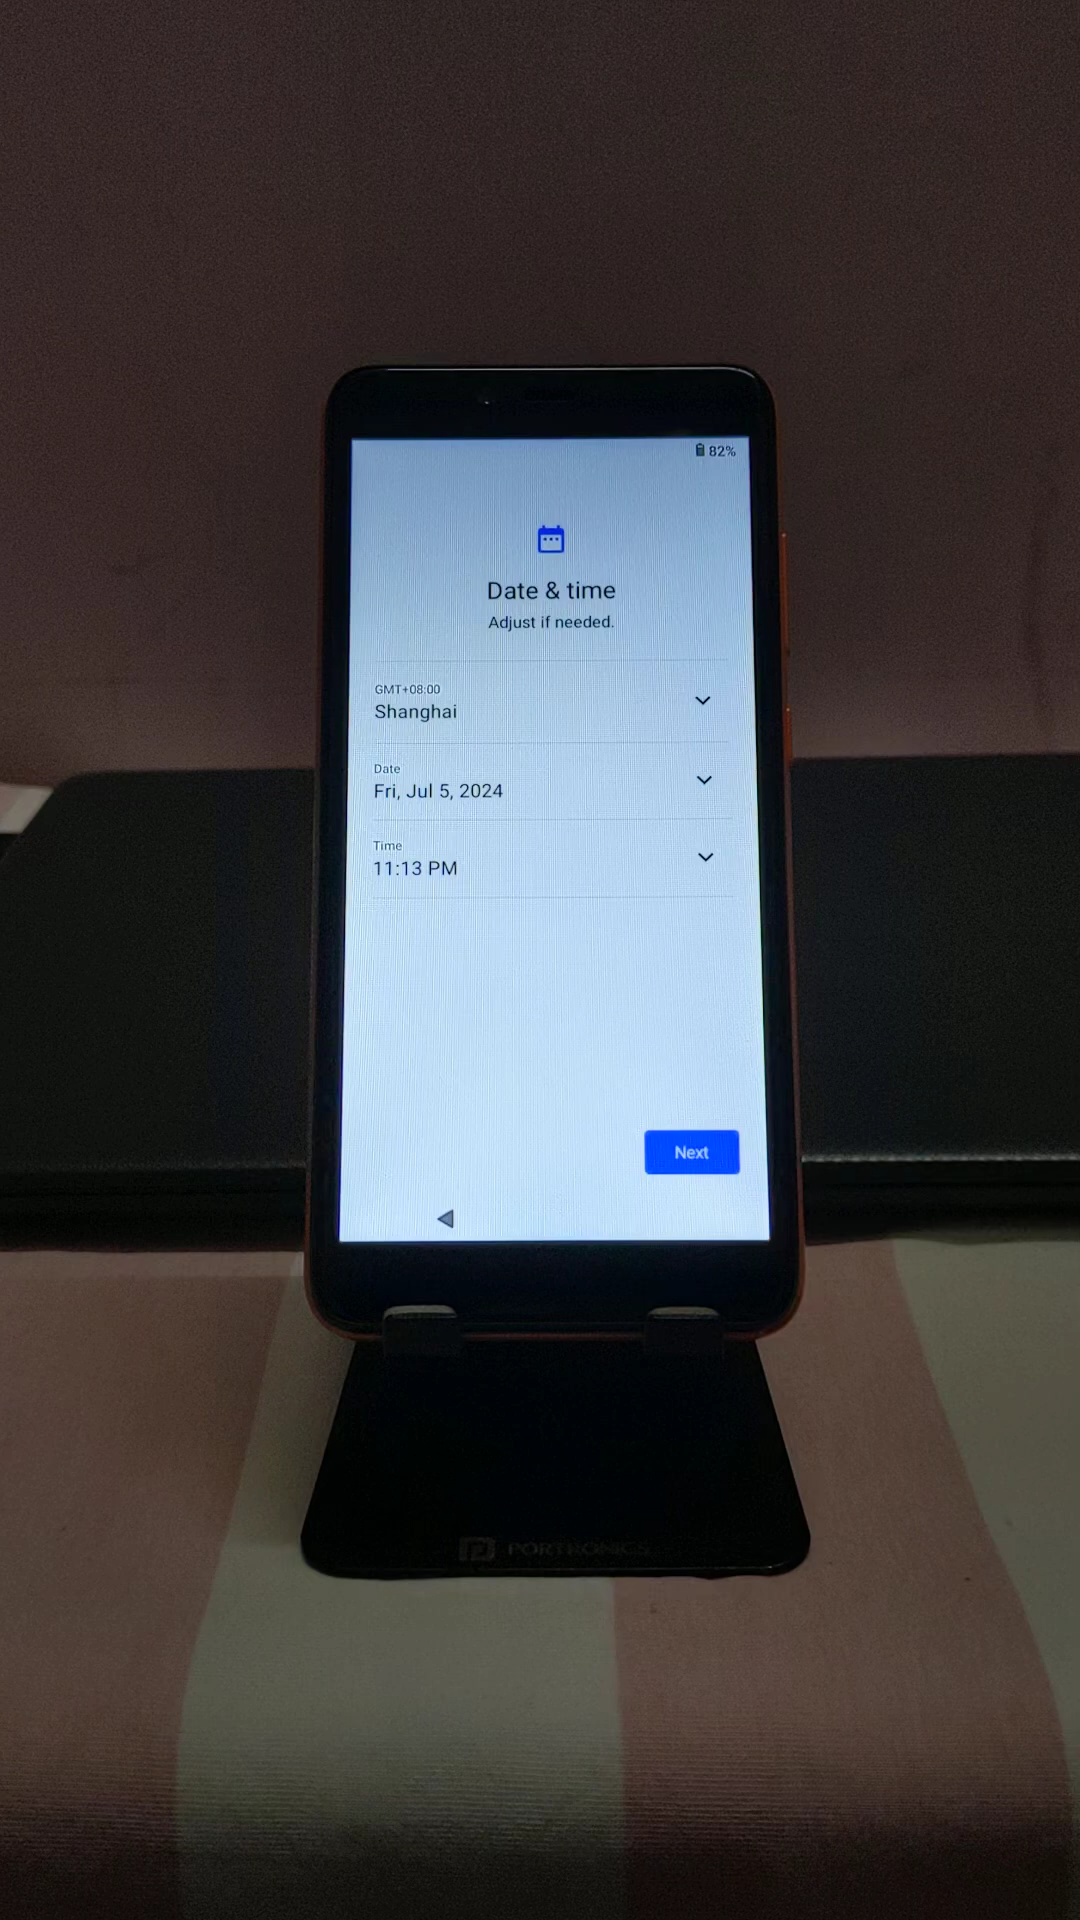 82%
Date & time
Adjust if needed.
GMT+08:00
Shanghai
Date
Fri, Jul 5, 2024
Time
11:13 PM
Next
PORTRONICS